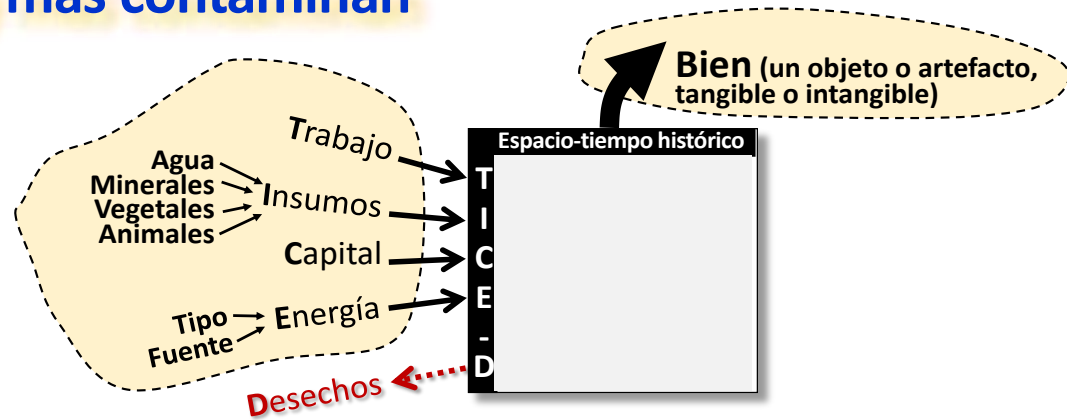 más contaminan
Bien (un objeto o artefacto,
tangible o intangible)
Espacio-tiempo histórico
Trabajo
Agua
Minerales
Vegetales
Animales
Insumos
Capital
Tipo
Fuente
Energía
Desechos
T
I
C
E
-
D